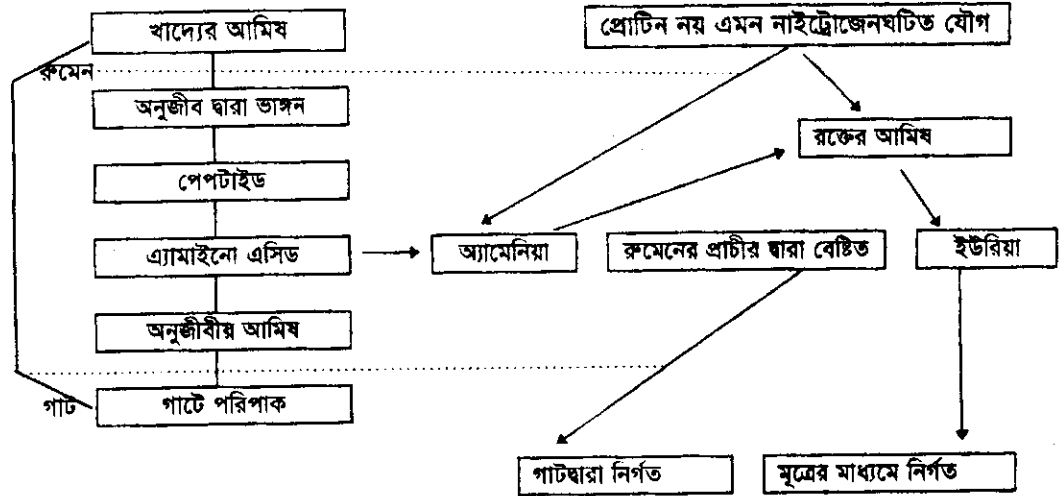 খাদ্যের আমিষ
প্রোটিন নয় এমন নাইট্রোজেনঘটিত যৌগ
রুমেন
অনুজীব দ্বারা ভাঙ্গন
রক্তের আমিষ
পেপটাইড
এ্যামাইনো এসিড
অ্যামেনিয়া
রুমেনের প্রাচীর দ্বারা বেষ্টিত
ইউরিয়া
অনুজীবীয় আমিষ
গাট
গাটে পরিপাক
গাটদ্বারা নির্গত
মূত্রের মাধ্যমে নির্গত